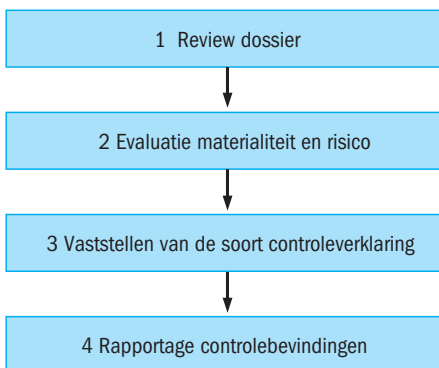 1 Review dossier
2 Evaluatie materialiteit en risico
3 Vaststellen van de soort controleverklaring
4 Rapportage controlebevindingen